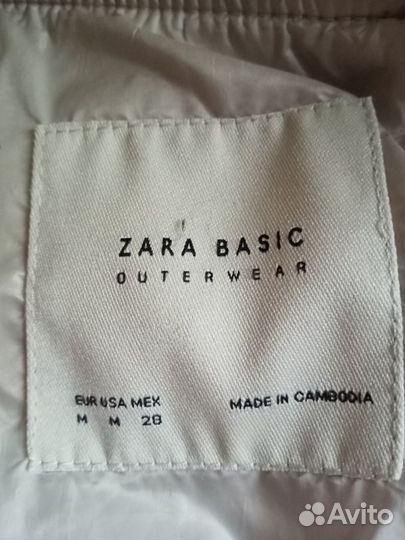 ZARA BASIC
OUTERWEAR
EUR USA MEX
M M 28
MADE IN CAMBODIA
Avito